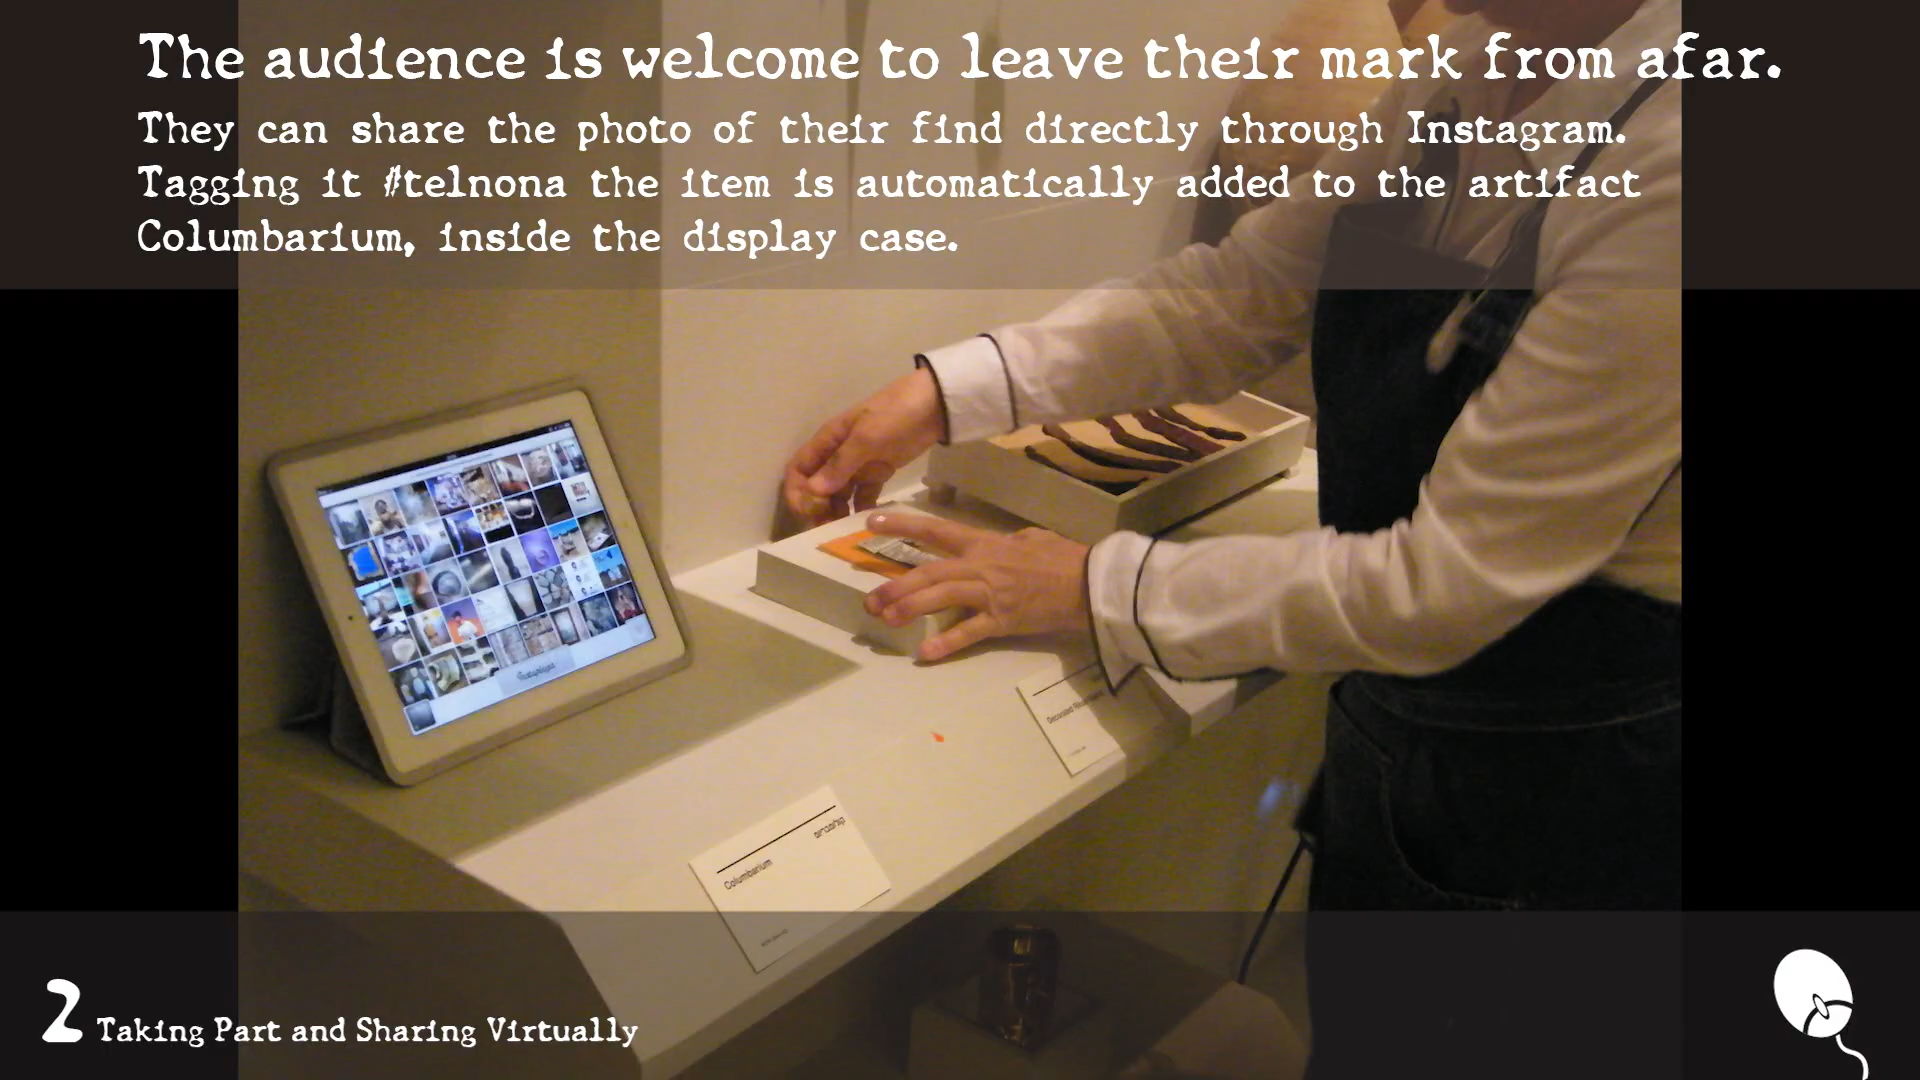 The audience is welcome to leave their mark from afar.
They can share the photo of their find directly through Instagram.
Tagging it #telnona the item is automatically added to the artifact
Columbarium, inside the display case.
Columbarium
2 Taking Part and Sharing Virtually